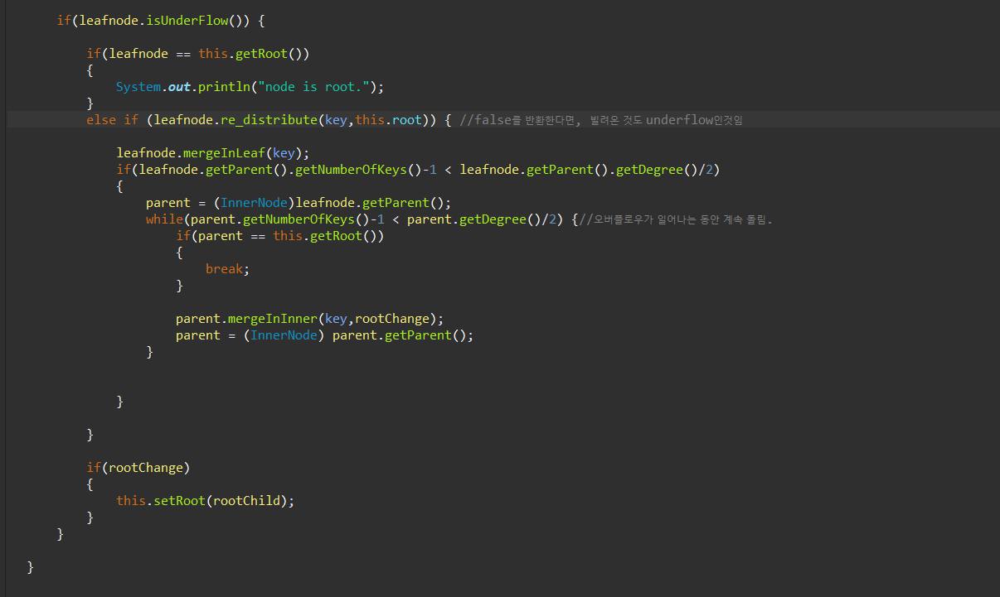 if(leafnode.isUnderFlow()) {
if(leafnode == this.getRoot())
{
System.out.println("node is root.");
}
else if (leafnode.re_distribute(key,this.root)) { //false를 반환한다면, 빌려온 것도 underflow인것임
leafnode.mergeInLeaf(key);
if(leafnode.getParent().getNumberOfKeys()-1 < leafnode.getParent().getDegree()/2)
{
parent = (InnerNode)leafnode.getParent();
while(parent.getNumberOfKeys()-1 < parent.getDegree()/2) {//오버플로우가 일어나는 동안 계속 돌림.
if(parent == this.getRoot())
{
break;
}
parent.mergeInInner(key,rootChange);
parent = (InnerNode) parent.getParent();
}
}
}
if(rootChange)
{
this.setRoot(rootChild);
}
}
}